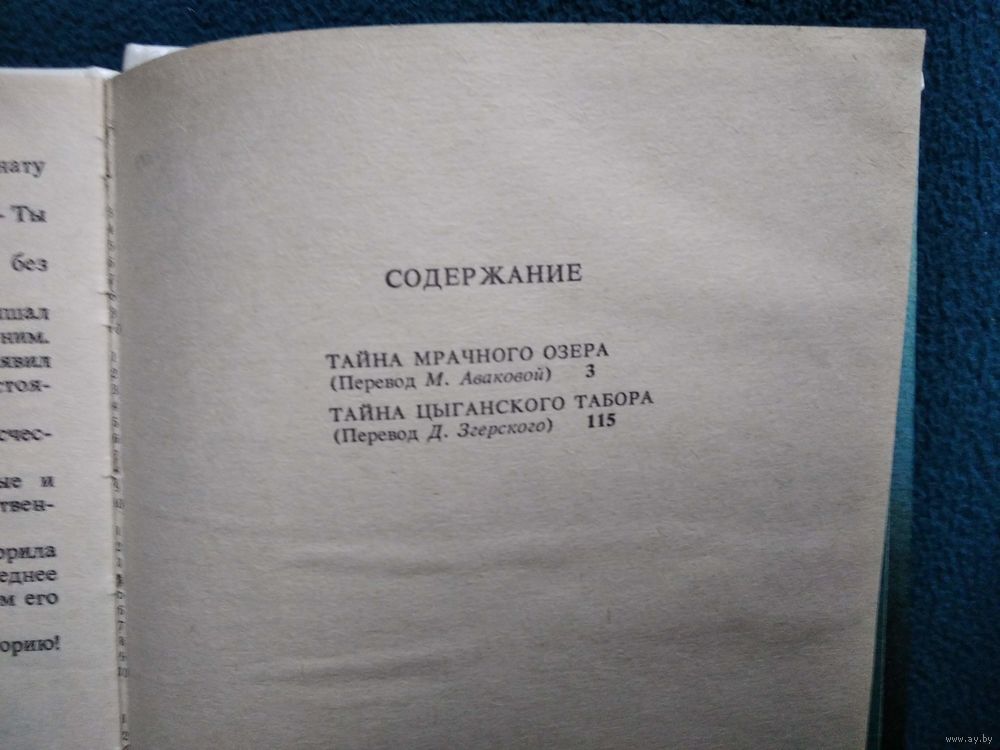 нату
- Ты
без
шал
ним.
явил
стоя-
счес-
ые и
твен-
орила
еднее
м его
орию!
СОДЕРЖАНИЕ
ТАЙНА МРАЧНОГО ОЗЕРА
(Перевод М. Аваковой) 3
ТАЙНА ЦЫГАНСКОГО ТАБОРА
(Перевод Д. Згерского) 115
www.ay.by